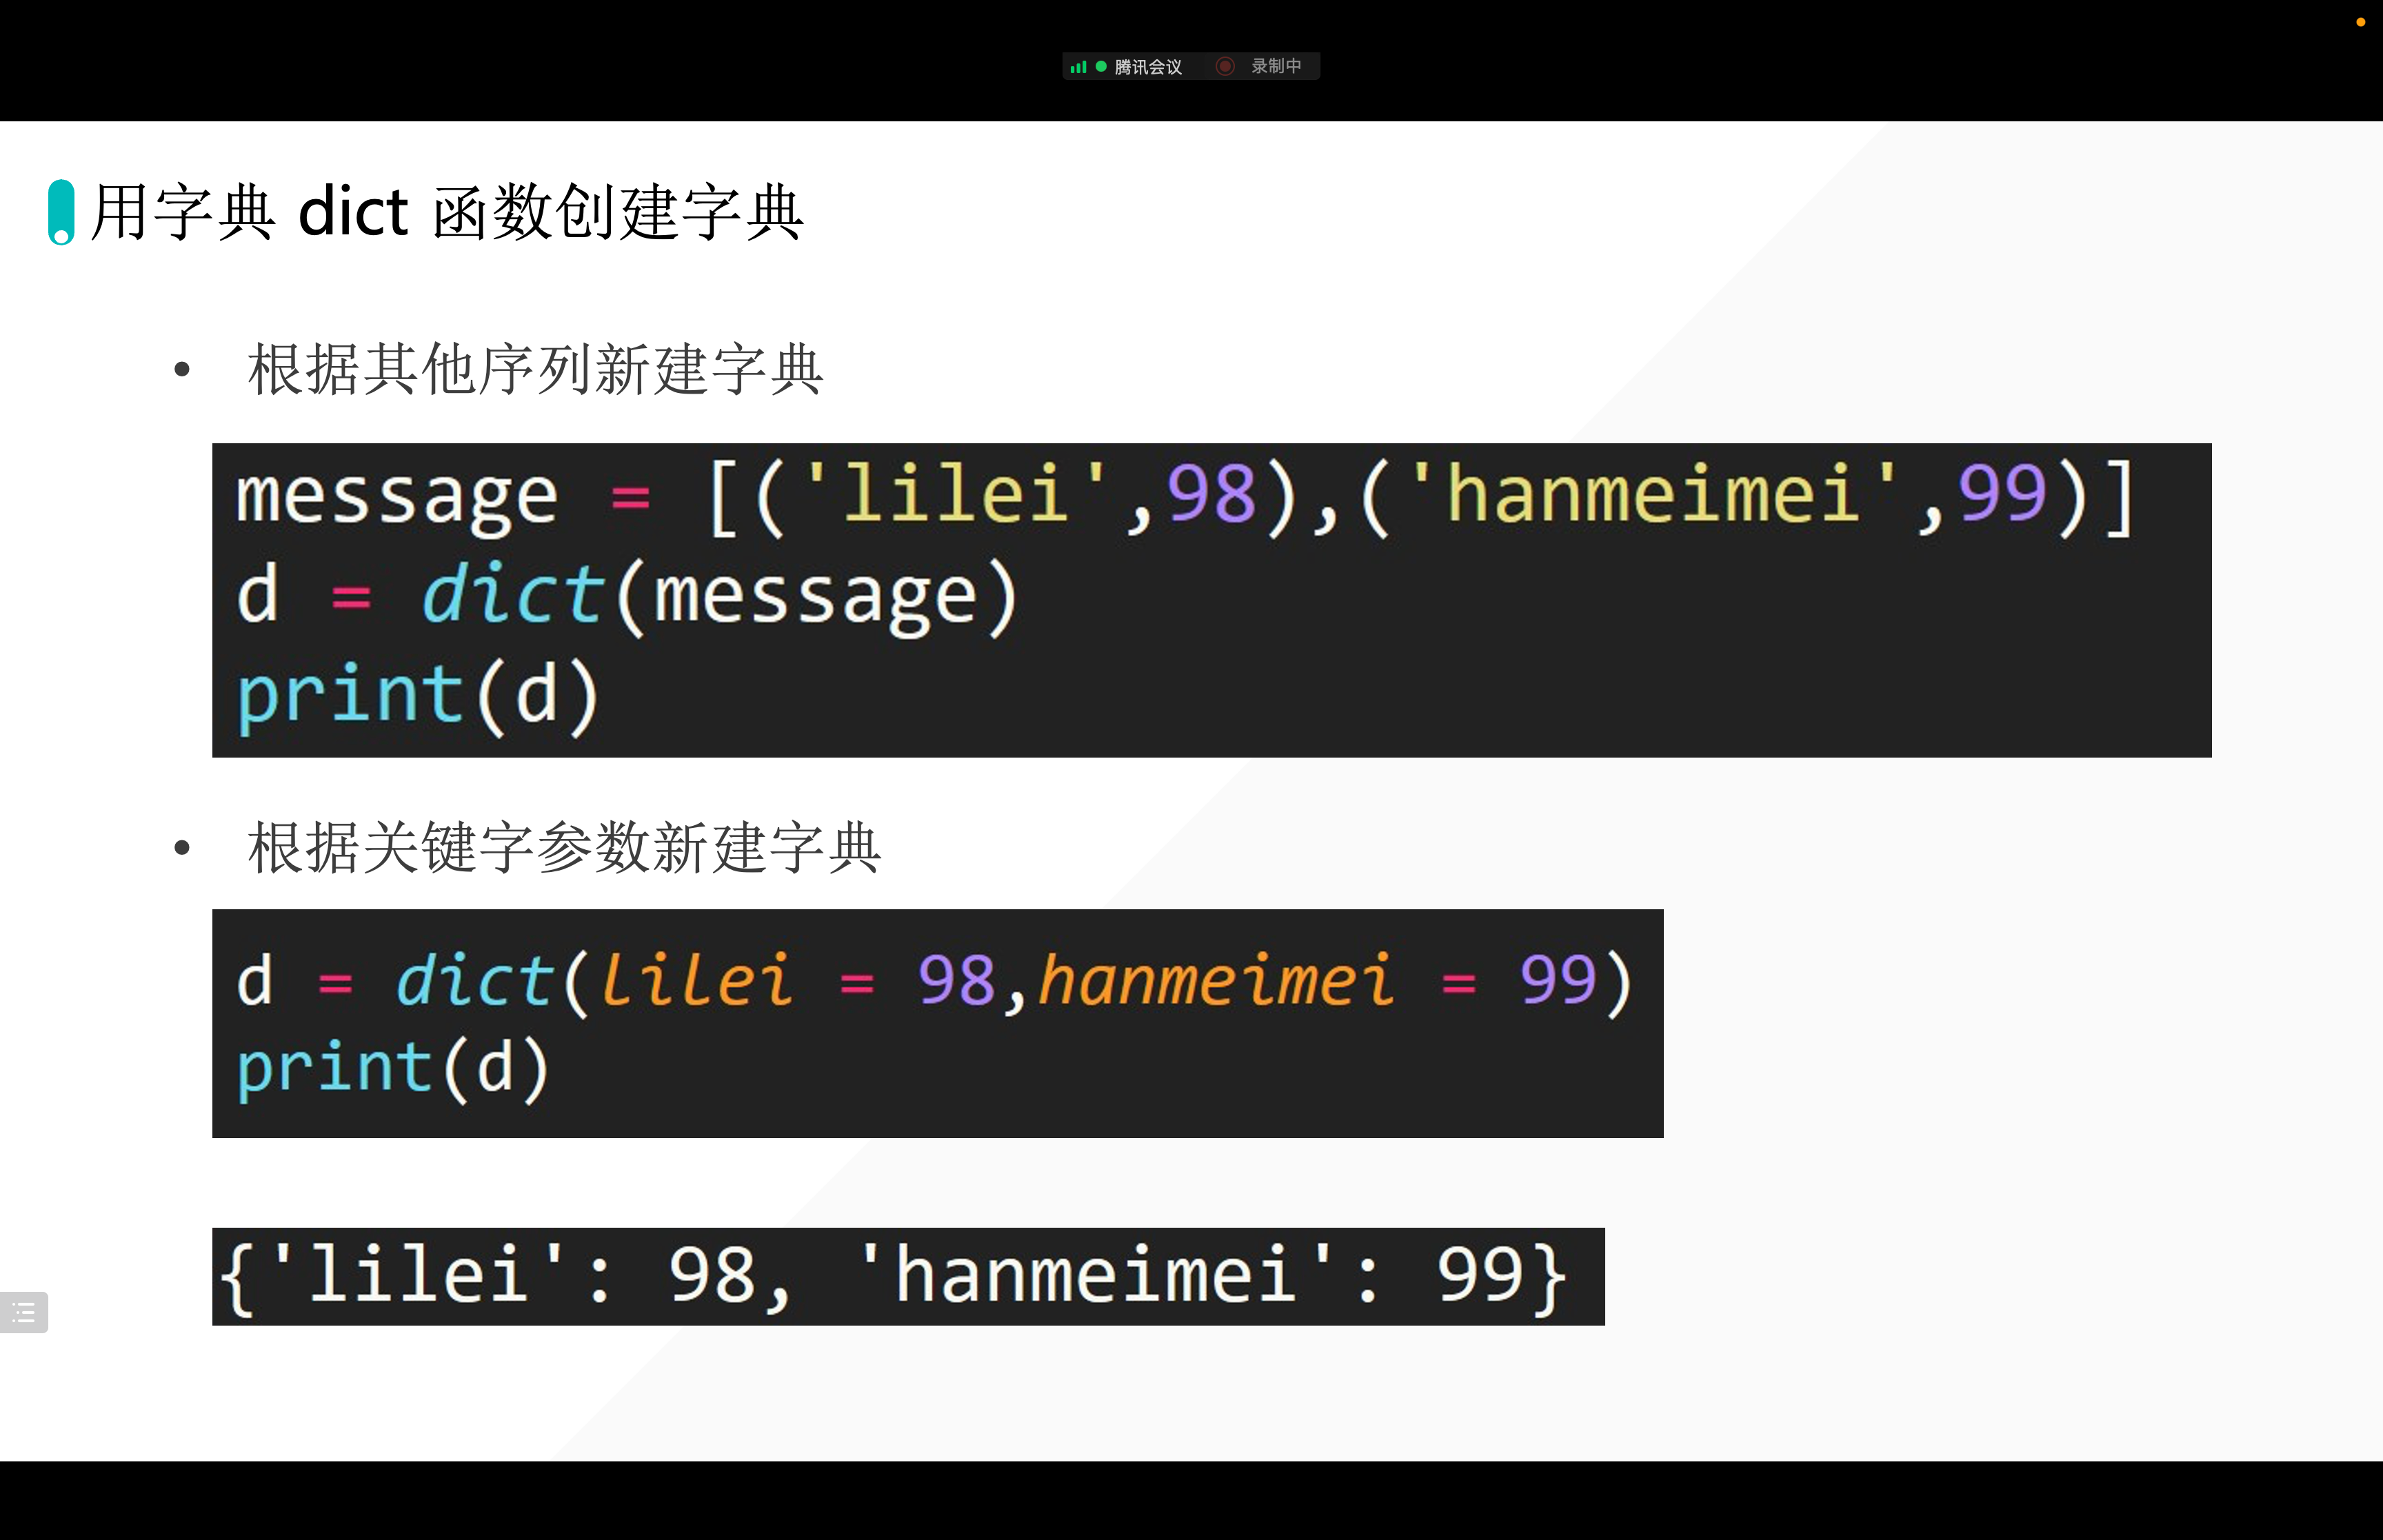 腾讯会议 录制中
用字典 dict 函数创建字典
• 根据其他序列新建字典
message = [('lilei',98),('hanmeimei',99)]
d = dict(message)
print(d)
• 根据关键字参数新建字典
d = dict(lilei = 98,hanmeimei = 99)
print(d)
{'lilei': 98, 'hanmeimei': 99}